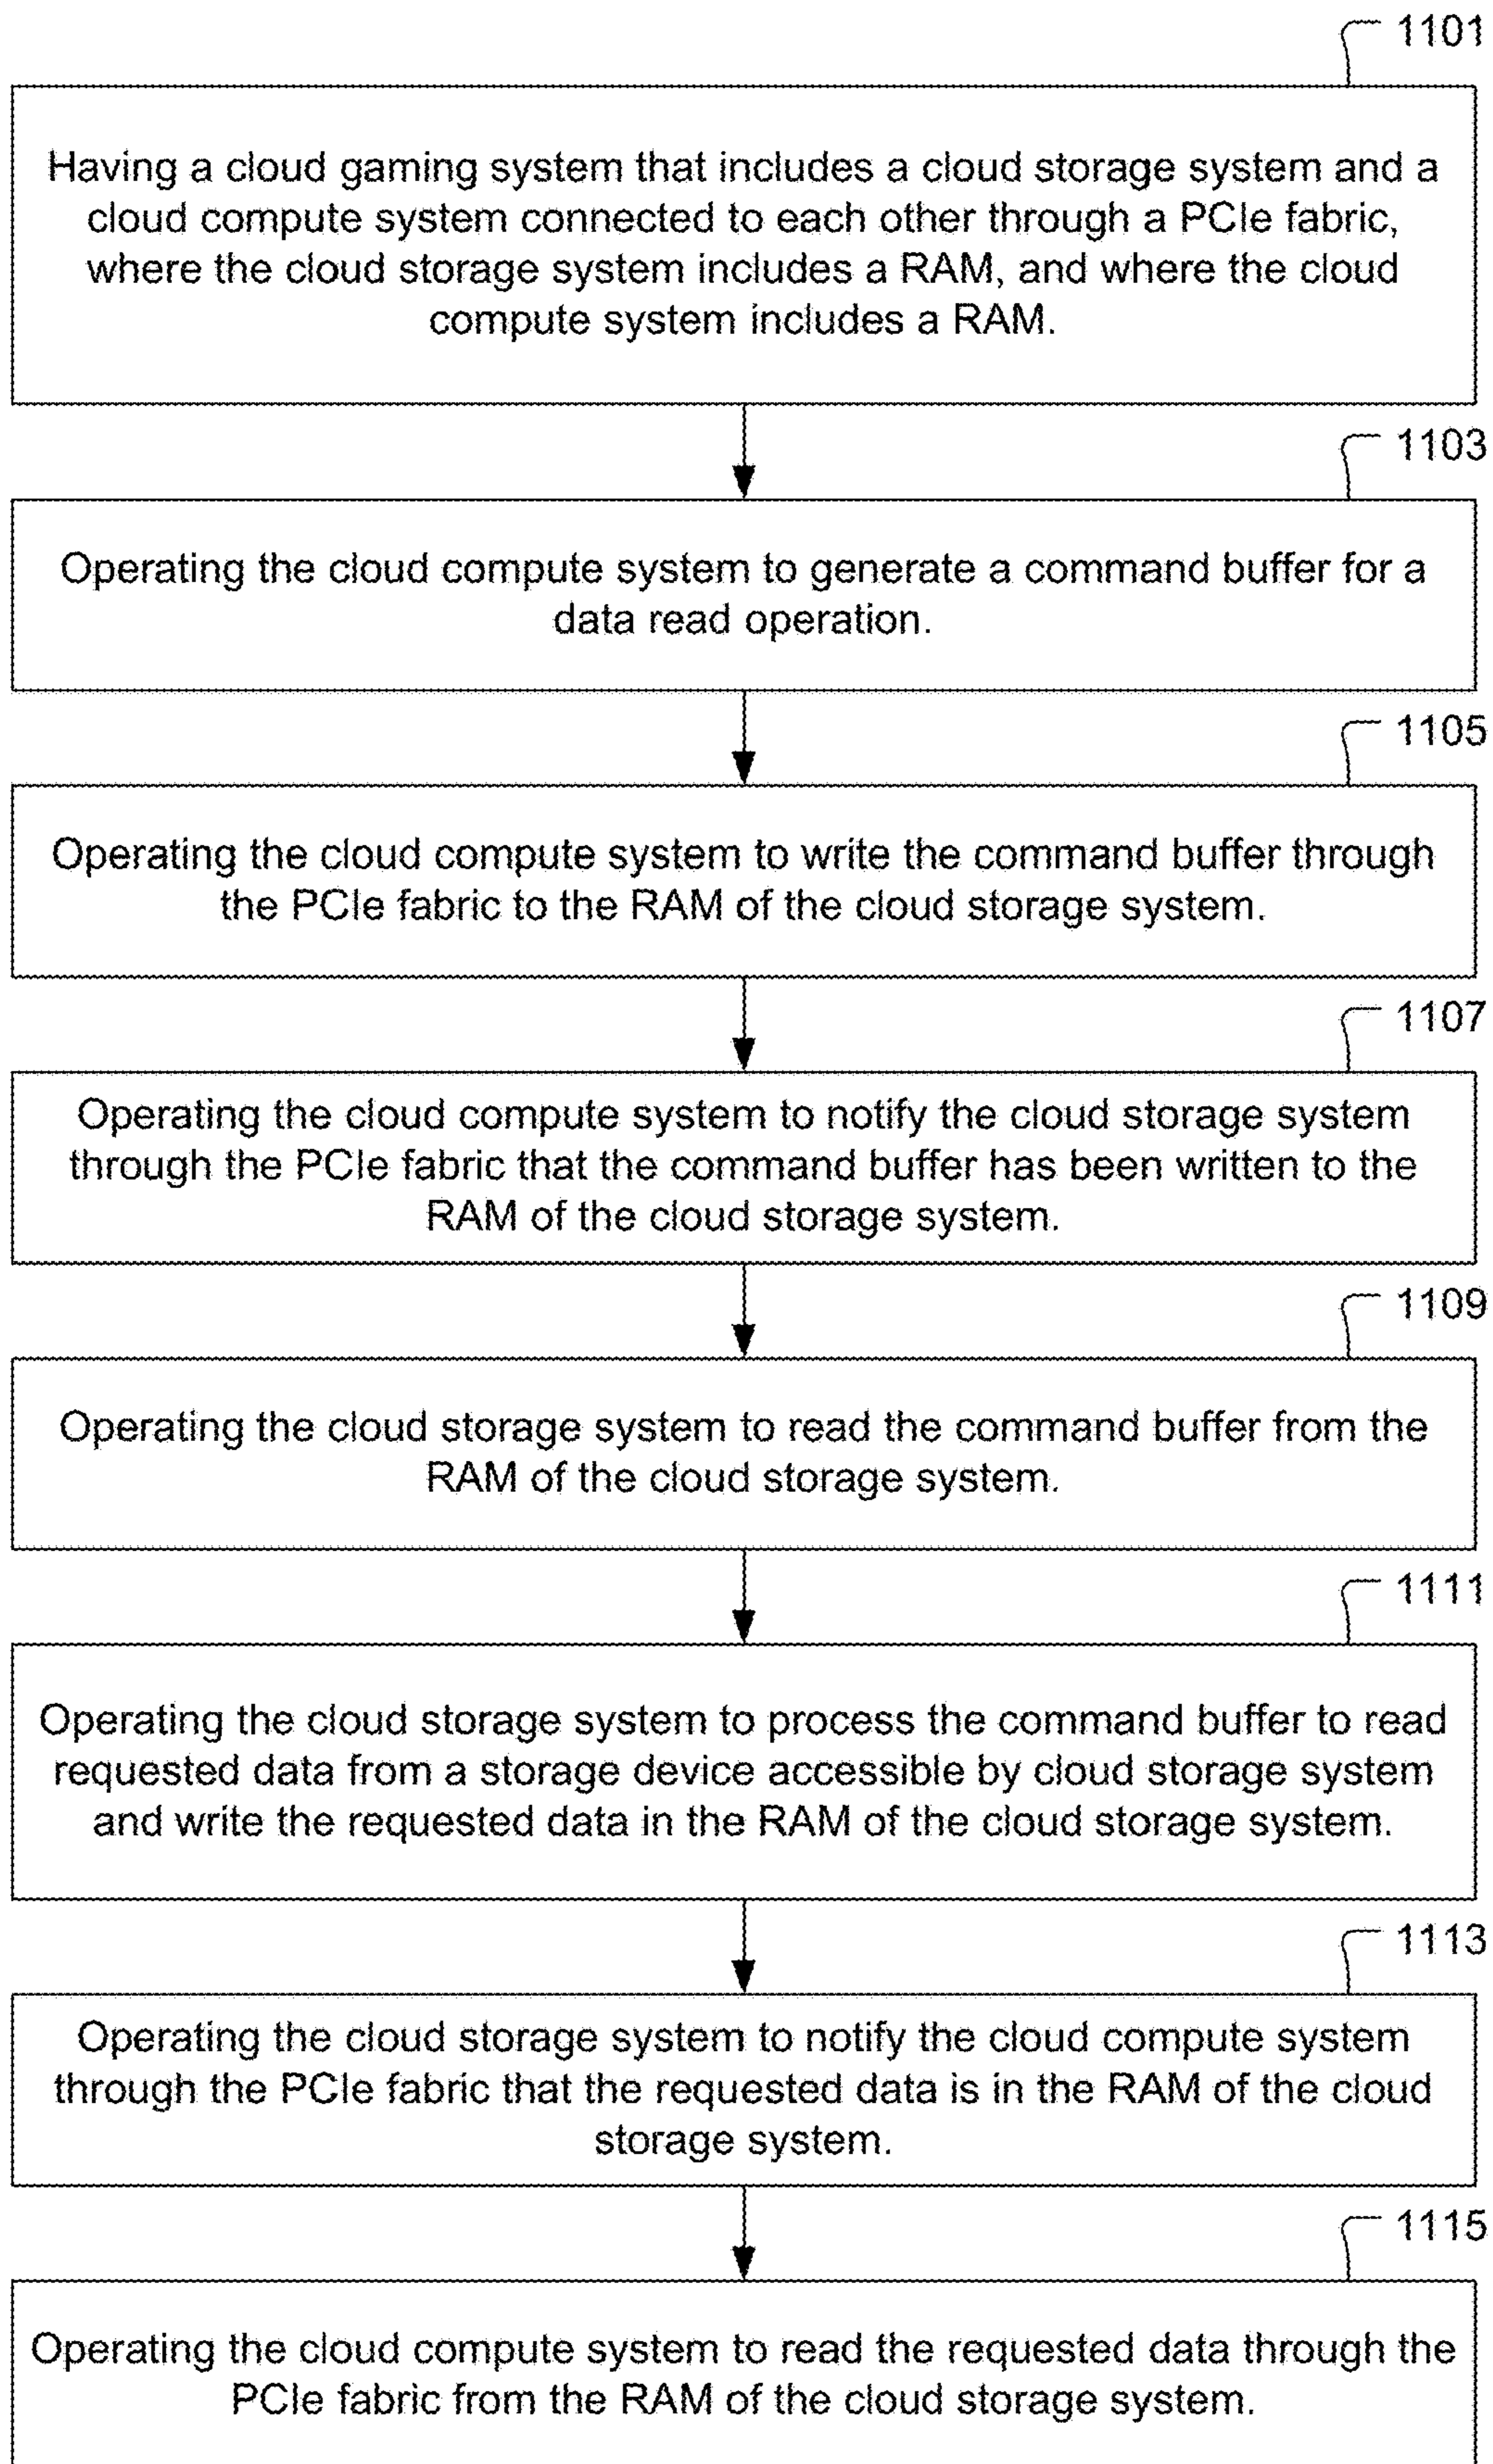 1101
Having a cloud gaming system that includes a cloud storage system and a
cloud compute system connected to each other through a PCIe fabric,
where the cloud storage system includes a RAM, and where the cloud
compute system includes a RAM.
1103
Operating the cloud compute system to generate a command buffer for a
data read operation.
1105
Operating the cloud compute system to write the command buffer through
the PCIe fabric to the RAM of the cloud storage system.
1107
Operating the cloud compute system to notify the cloud storage system
through the PCIe fabric that the command buffer has been written to the
RAM of the cloud storage system.
1109
Operating the cloud storage system to read the command buffer from the
RAM of the cloud storage system.
1111
Operating the cloud storage system to process the command buffer to read
requested data from a storage device accessible by cloud storage system
and write the requested data in the RAM of the cloud storage system.
1113
Operating the cloud storage system to notify the cloud compute system
through the PCIe fabric that the requested data is in the RAM of the cloud
storage system.
1115
Operating the cloud compute system to read the requested data through the
PCIe fabric from the RAM of the cloud storage system.